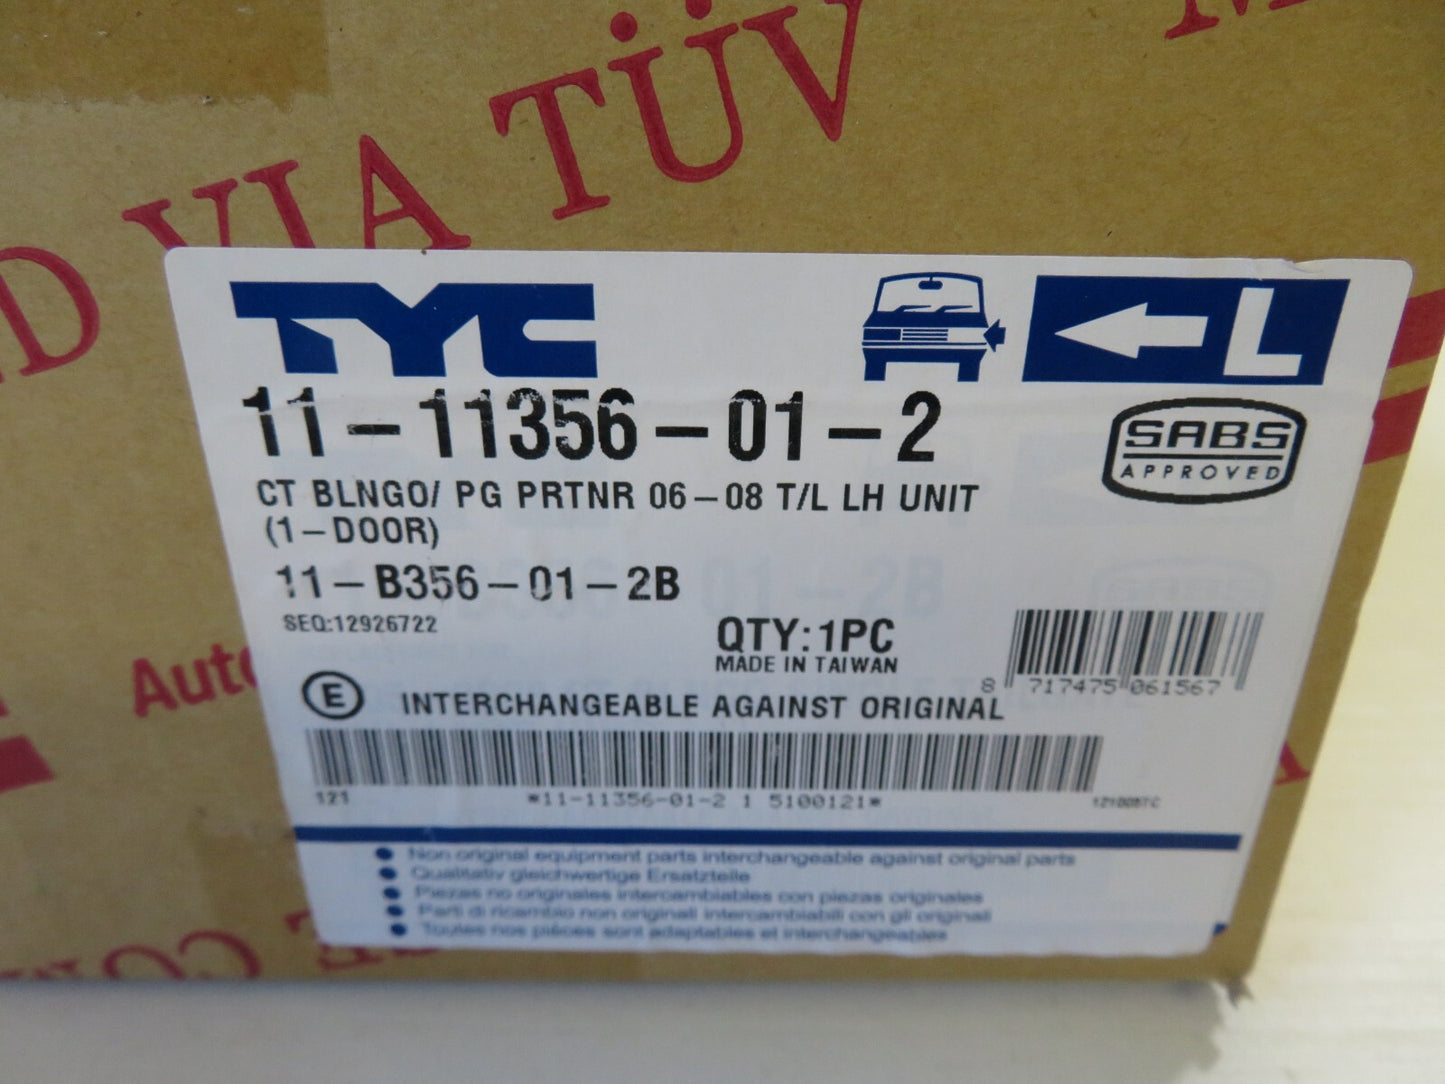 VIA TÜV
TYC
L
11-11356-01-2
SABS
APPROVED
CT BLNGO/ PG PRTNR 06-08 T/L LH UNIT
(1-DOOR)
11-B356-01-2B
SEQ:12926722
QTY:1PC
MADE IN TAIWAN
8 717475 061567
Auto
E INTERCHANGEABLE AGAINST ORIGINAL
121 *11-11356-01-2 1 5100121*
Non original equipment parts interchangeable against original parts
Qualitativ gleichwertige Ersatzteile
Piezas no originales intercambiables con piezas originales
Parti di ricambio non originali intercambiabili con gli originali
Toutes nos pièces sont adaptables et interchangeables